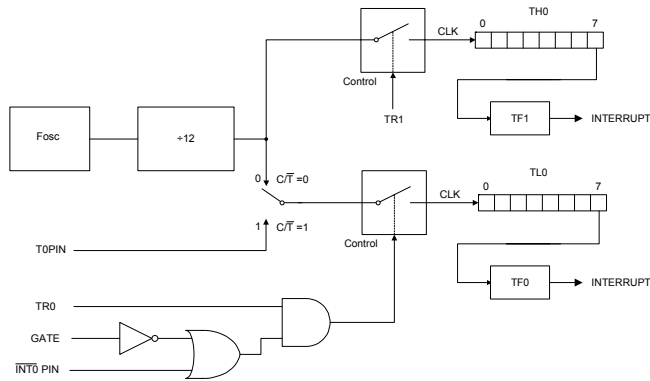 TH0
0 7
CLK
Control
TR1
TF1 INTERRUPT
Fosc
÷12
0 C/T̅ =0
1 C/T̅ =1
T0PIN
TL0
0 7
CLK
Control
TF0 INTERRUPT
TR0
GATE
I̅N̅T̅0̅ PIN